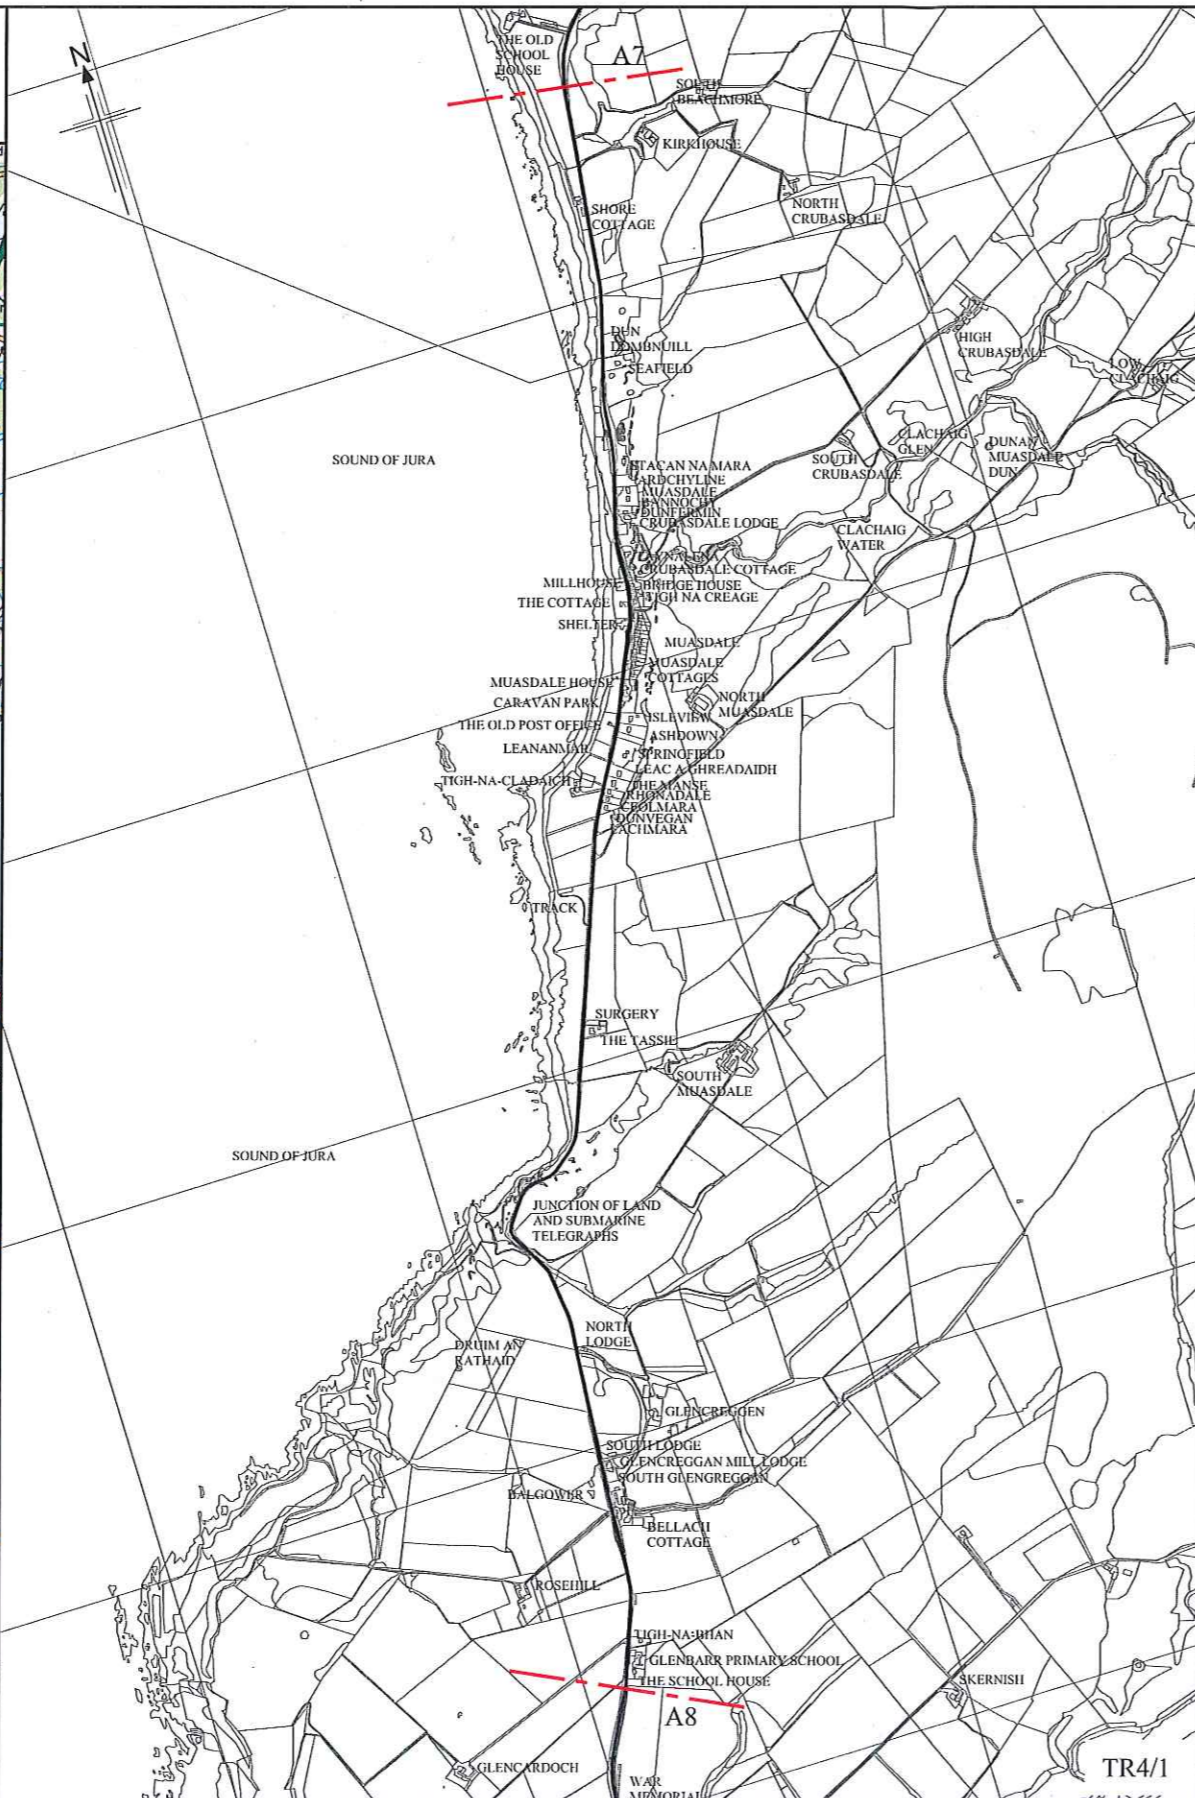 N
THE OLD
SCHOOL
HOUSE
A7
SOUTH
BEACHMORE
KIRKHOUSE
NORTH
CRUBASDALE
SHORE
COTTAGE
DUN
DOMBNUILL
SEAFIELD
HIGH
CRUBASDALE
LOW
CLACHAIG
SOUND OF JURA
CLACHAIG
GLEN
DUNAN
MUASDALE
DUN
SOUTH
CRUBASDALE
STACAN NA MARA
ARDCHYLINE
MUASDALE
DUNFERMIN
CRUBASDALE LODGE
CLACHAIG
WATER
CRUBASDALE COTTAGE
MILLHOUSE
BRIDGE HOUSE
THE COTTAGE
TIGH NA CREAGE
SHELTER
MUASDALE
MUASDALE
COTTAGES
MUASDALE HOUSE
NORTH
MUASDALE
CARAVAN PARK
ISLEVIEW
THE OLD POST OFFICE
ASHDOWN
LEANANMAR
SPRINGFIELD
LEAC A GHREADAIDH
TIGH-NA-CLADAICH
THE MANSE
RHONADALE
CEOLMARA
DUNVEGAN
LACHMARA
TRACK
SURGERY
THE TASSIE
SOUTH
MUASDALE
SOUND OF JURA
JUNCTION OF LAND
AND SUBMARINE
TELEGRAPHS
NORTH
LODGE
DRUIM AN
RATHAID
GLENCREGGEN
SOUTH LODGE
GLENCREGGAN MILL LODGE
SOUTH GLENGREGGAN
BALGOWER
BELLACH
COTTAGE
ROSEHILL
TIGH-NA-BHAN
GLENBARR PRIMARY SCHOOL
THE SCHOOL HOUSE
SKERNISH
A8
GLENCARDOCH
WAR
MEMORIAL
TR4/1